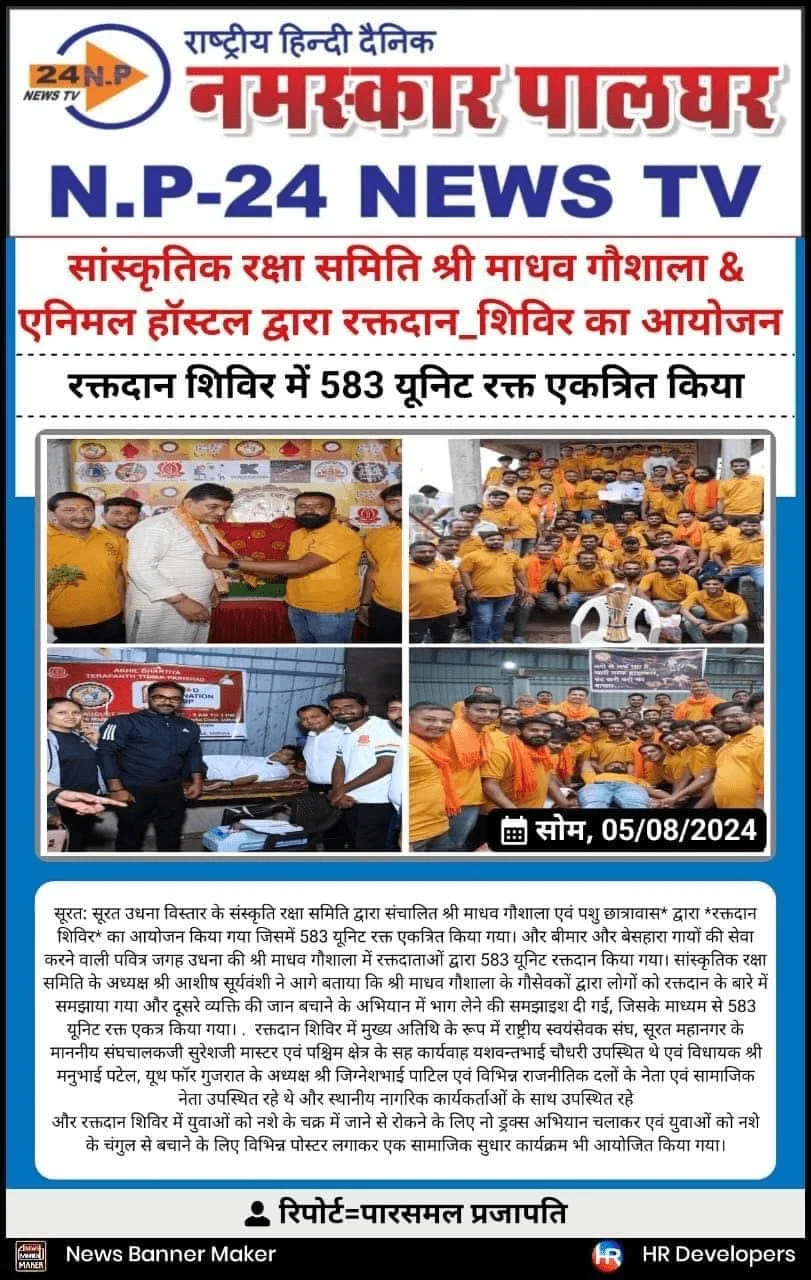 24 N.P
NEWS TV
राष्ट्रीय हिन्दी दैनिक
नमस्कार पालघर
N.P-24 NEWS TV
सांस्कृतिक रक्षा समिति श्री माधव गौशाला &
एनिमल हॉस्टल द्वारा रक्तदान_शिविर का आयोजन
रक्तदान शिविर में 583 यूनिट रक्त एकत्रित किया
AKHIL BHARTIYA
TERAPANTH YUVAK PARISHAD
सोम, 05/08/2024
सूरत: सूरत उधना विस्तार के संस्कृति रक्षा समिति द्वारा संचालित श्री माधव गौशाला एवं पशु छात्रावास* द्वारा *रक्तदान
शिविर* का आयोजन किया गया जिसमें 583 यूनिट रक्त एकत्रित किया गया। और बीमार और बेसहारा गायों की सेवा
करने वाली पवित्र जगह उधना की श्री माधव गौशाला में रक्तदाताओं द्वारा 583 यूनिट रक्तदान किया गया। सांस्कृतिक रक्षा
समिति के अध्यक्ष श्री आशीष सूर्यवंशी ने आगे बताया कि श्री माधव गौशाला के गौसेवकों द्वारा लोगों को रक्तदान के बारे में
समझाया गया और दूसरे व्यक्ति की जान बचाने के अभियान में भाग लेने की समझाइश दी गई, जिसके माध्यम से 583
यूनिट रक्त एकत्र किया गया। . रक्तदान शिविर में मुख्य अतिथि के रूप में राष्ट्रीय स्वयंसेवक संघ, सूरत महानगर के
माननीय संघचालकजी सुरेशजी मास्टर एवं पश्चिम क्षेत्र के सह कार्यवाह यशवन्तभाई चौधरी उपस्थित थे एवं विधायक श्री
मनुभाई पटेल, यूथ फॉर गुजरात के अध्यक्ष श्री जिग्नेशभाई पाटिल एवं विभिन्न राजनीतिक दलों के नेता एवं सामाजिक
नेता उपस्थित रहे थे और स्थानीय नागरिक कार्यकर्ताओं के साथ उपस्थित रहे
और रक्तदान शिविर में युवाओं को नशे के चक्र में जाने से रोकने के लिए नो ड्रक्स अभियान चलाकर एवं युवाओं को नशे
के चंगुल से बचाने के लिए विभिन्न पोस्टर लगाकर एक सामाजिक सुधार कार्यक्रम भी आयोजित किया गया।
रिपोर्ट=पारसमल प्रजापति
News Banner Maker
HR Developers